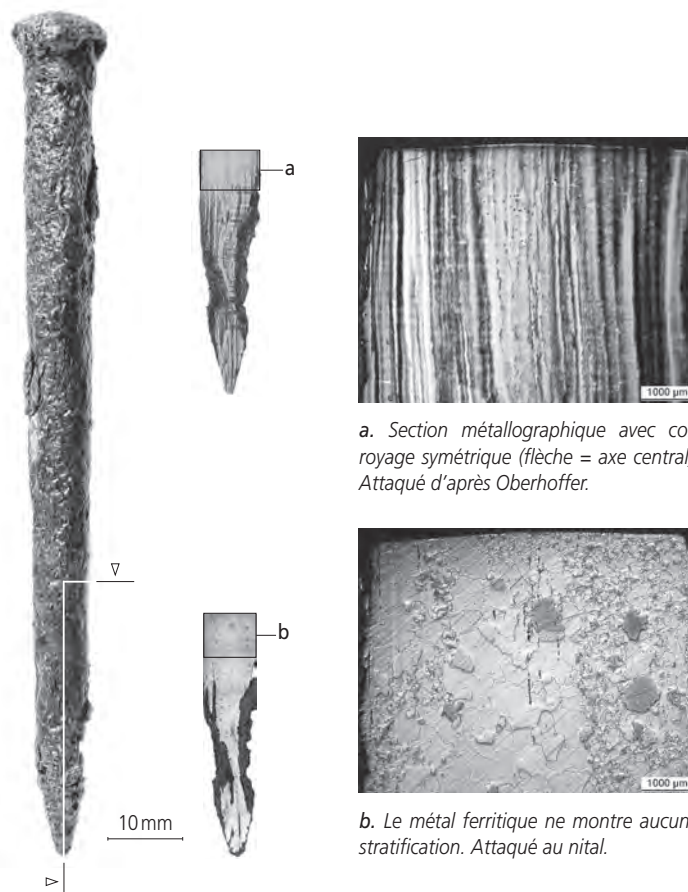 a
1000 µm
a. Section métallographique avec co-
royage symétrique (flèche = axe central
Attaqué d'après Oberhoffer.
b
1000 µm
10 mm
b. Le métal ferritique ne montre aucun
stratification. Attaqué au nital.